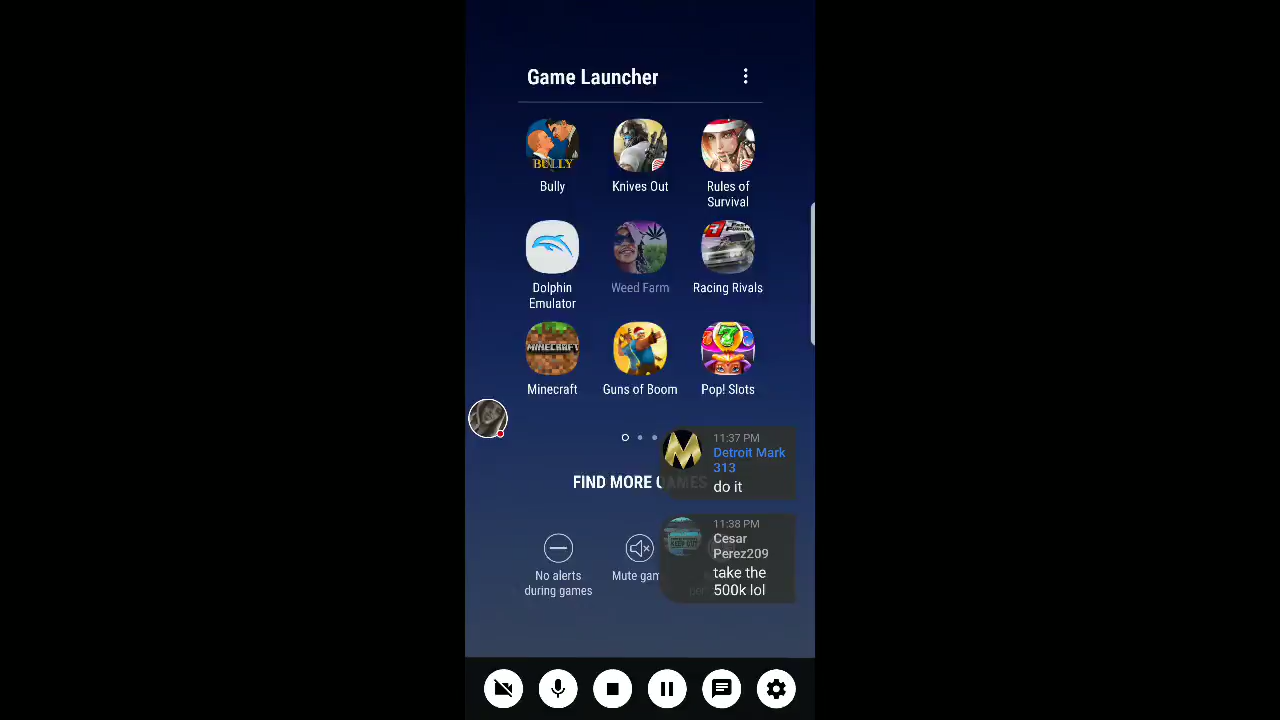 Game Launcher
BULLY
Bully
Knives Out
Rules of
Survival
Dolphin
Emulator
Weed Farm
Racing Rivals
MINECRAFT
7
Minecraft
Guns of Boom
Pop! Slots
11:37 PM
Detroit Mark
313
do it
FIND MORE GAMES
11:38 PM
Cesar
Perez209
take the
500k lol
No alerts
during games
Mute gam